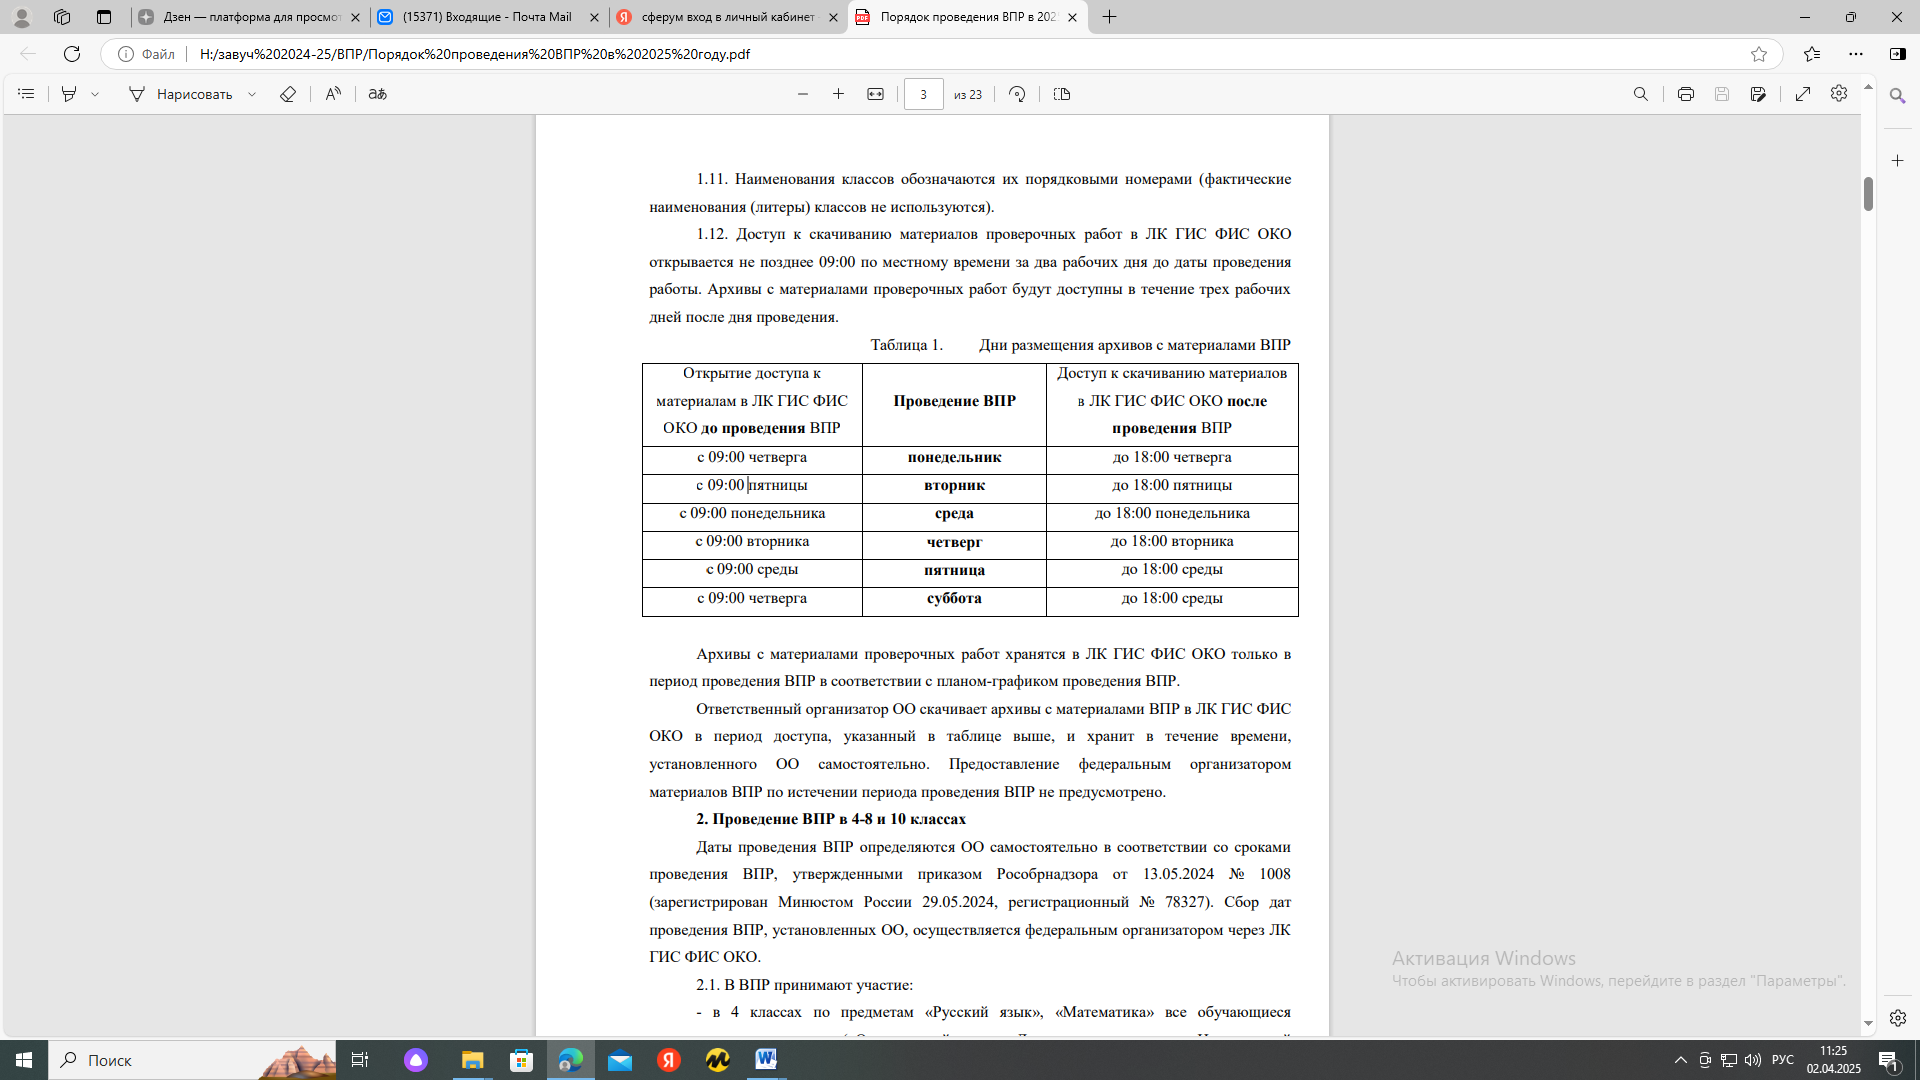 Дзен — платформа для просмот
(15371) Входящие - Почта Mail
сферум вход в личный кабинет
Порядок проведения ВПР в 202
Файл
H:/завуч%202024-25/ВПР/Порядок%20проведения%20ВПР%20в%202025%20году.pdf
Нарисовать
3
из 23
1.11. Наименования классов обозначаются их порядковыми номерами (фактические
наименования (литеры) классов не используются).
1.12. Доступ к скачиванию материалов проверочных работ в ЛК ГИС ФИС ОКО
открывается не позднее 09:00 по местному времени за два рабочих дня до даты проведения
работы. Архивы с материалами проверочных работ будут доступны в течение трех рабочих
дней после дня проведения.
Таблица 1. Дни размещения архивов с материалами ВПР
Открытие доступа к
материалам в ЛК ГИС ФИС
ОКО до проведения ВПР
Проведение ВПР
Доступ к скачиванию материалов
в ЛК ГИС ФИС ОКО после
проведения ВПР
с 09:00 четверга понедельник до 18:00 четверга
с 09:00 пятницы вторник до 18:00 пятницы
с 09:00 понедельника среда до 18:00 понедельника
с 09:00 вторника четверг до 18:00 вторника
с 09:00 среды пятница до 18:00 среды
с 09:00 четверга суббота до 18:00 среды
Архивы с материалами проверочных работ хранятся в ЛК ГИС ФИС ОКО только в
период проведения ВПР в соответствии с планом-графиком проведения ВПР.
Ответственный организатор ОО скачивает архивы с материалами ВПР в ЛК ГИС ФИС
ОКО в период доступа, указанный в таблице выше, и хранит в течение времени,
установленного ОО самостоятельно. Предоставление федеральным организатором
материалов ВПР по истечении периода проведения ВПР не предусмотрено.
2. Проведение ВПР в 4-8 и 10 классах
Даты проведения ВПР определяются ОО самостоятельно в соответствии со сроками
проведения ВПР, утвержденными приказом Рособрнадзора от 13.05.2024 № 1008
(зарегистрирован Минюстом России 29.05.2024, регистрационный № 78327). Сбор дат
проведения ВПР, установленных ОО, осуществляется федеральным организатором через ЛК
ГИС ФИС ОКО.
2.1. В ВПР принимают участие:
- в 4 классах по предметам «Русский язык», «Математика» все обучающиеся
Активация Windows
Чтобы активировать Windows, перейдите в раздел "Параметры".
Поиск
РУС
11:25
02.04.2025
1